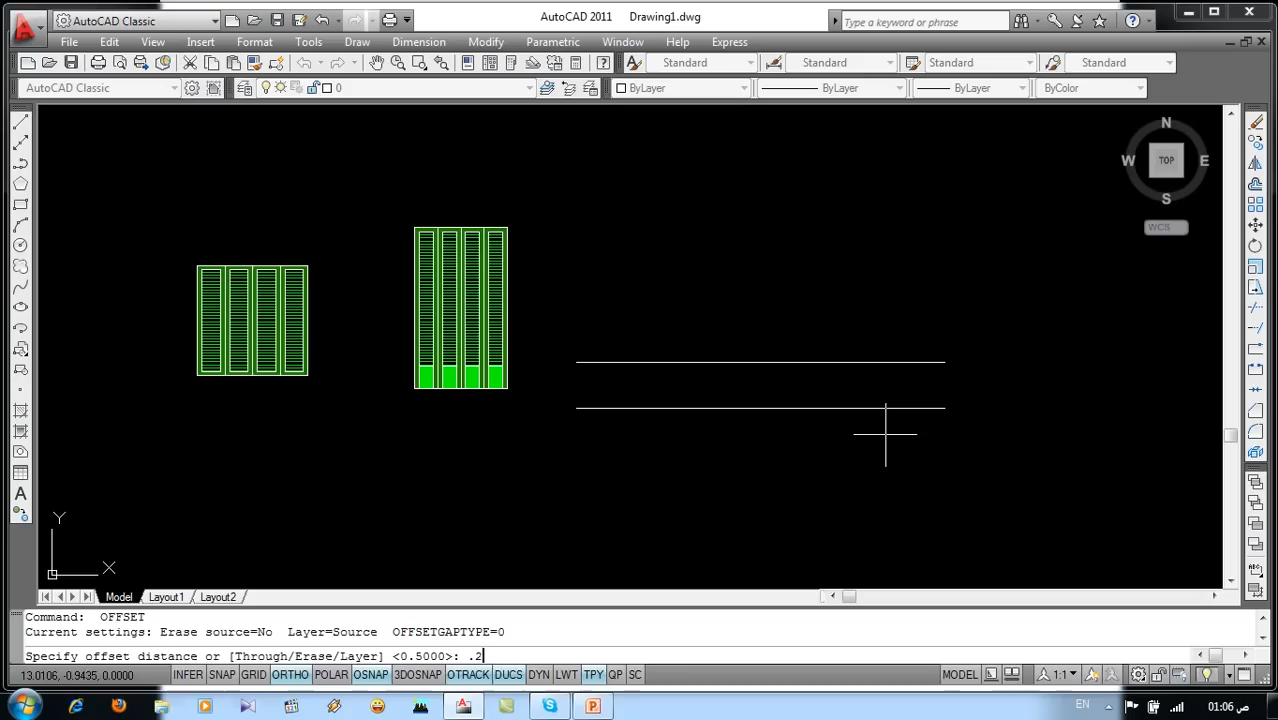 AutoCAD Classic
AutoCAD 2011 Drawing1.dwg
Type a keyword or phrase
File Edit View Insert Format Tools Draw Dimension Modify Parametric Window Help Express
Standard Standard Standard Standard
AutoCAD Classic
0
ByLayer ByLayer ByLayer ByColor
N
W TOP E
S
WCS
Y
X
Model Layout1 Layout2
Command: OFFSET
Current settings: Erase source=No Layer=Source OFFSETGAPTYPE=0
Specify offset distance or [Through/Erase/Layer] <0.5000>: .2
13.0106, -0.9435, 0.0000 INFER SNAP GRID ORTHO POLAR OSNAP 3DOSNAP OTRACK DUCS DYN LWT TPY QP SC MODEL 1:1
EN 01:06 ص